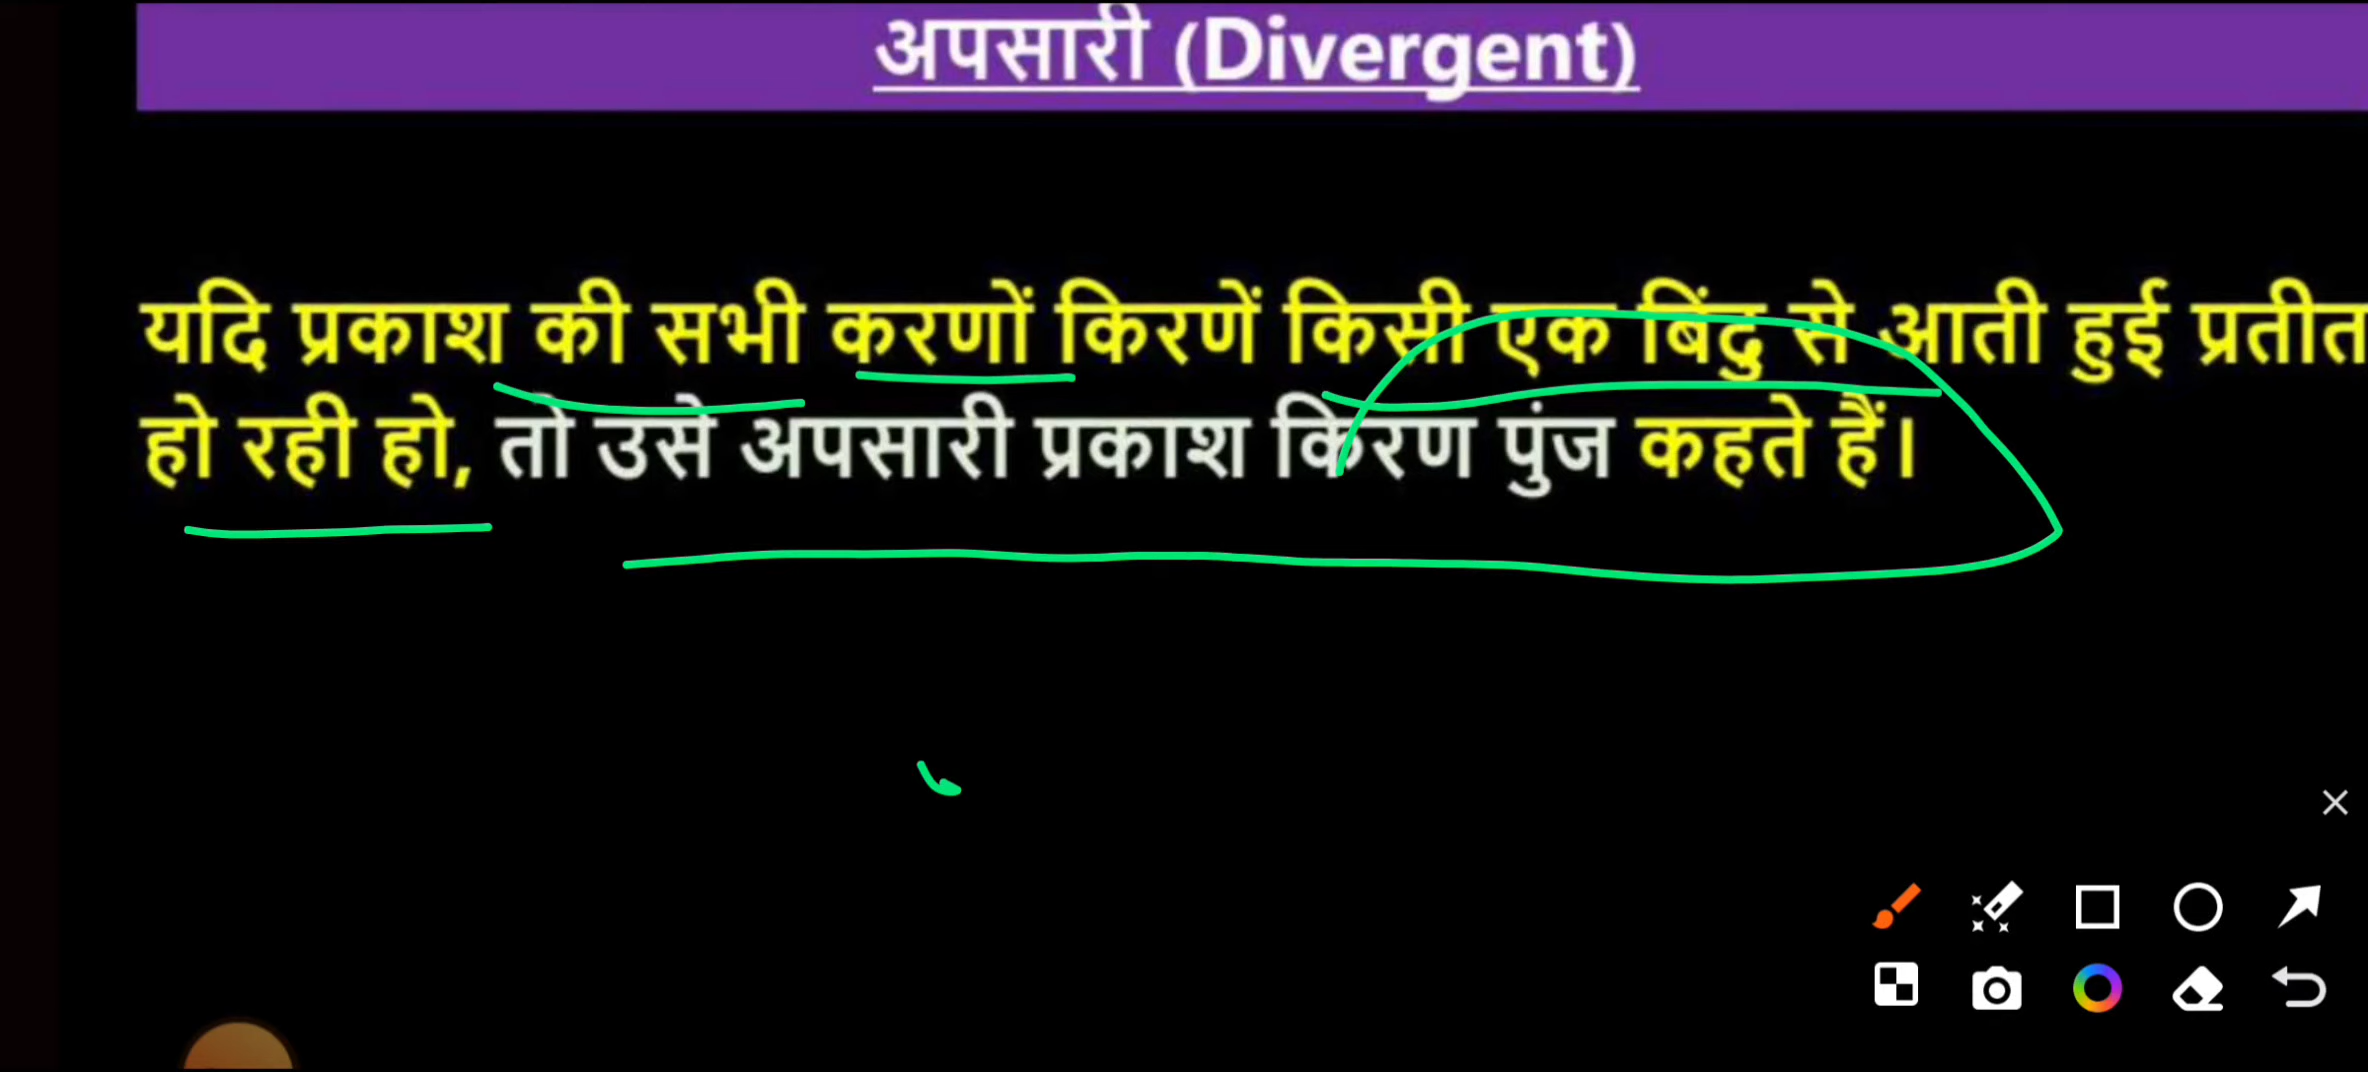 अपसारी (Divergent)
यदि प्रकाश की सभी करणों किरणें किसी एक बिंदु से आती हुई प्रतीत
हो रही हो, तो उसे अपसारी प्रकाश किरण पुंज कहते हैं।